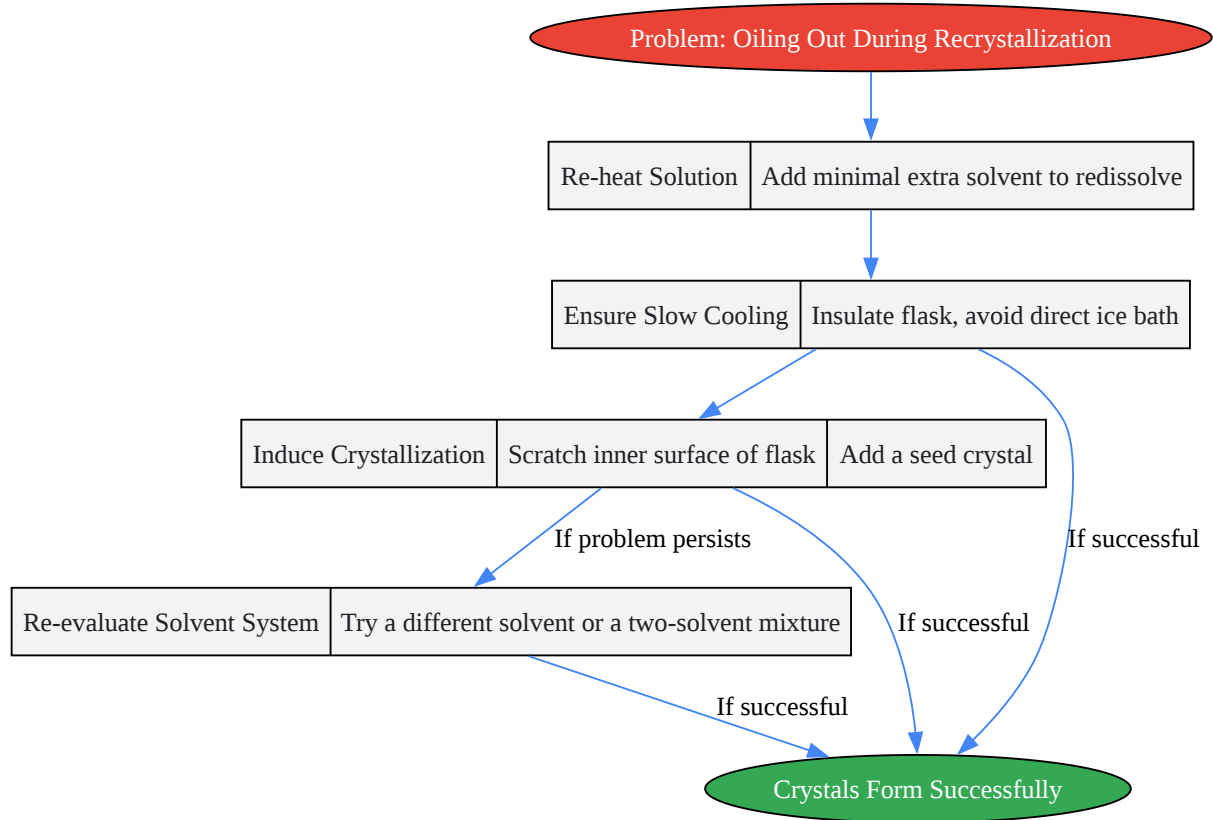 Problem: Oiling Out During Recrystallization
Re-heat Solution
Add minimal extra solvent to redissolve
Ensure Slow Cooling
Insulate flask, avoid direct ice bath
Induce Crystallization
Scratch inner surface of flask
Add a seed crystal
If problem persists
If successful
Re-evaluate Solvent System
Try a different solvent or a two-solvent mixture
If successful
If successful
Crystals Form Successfully